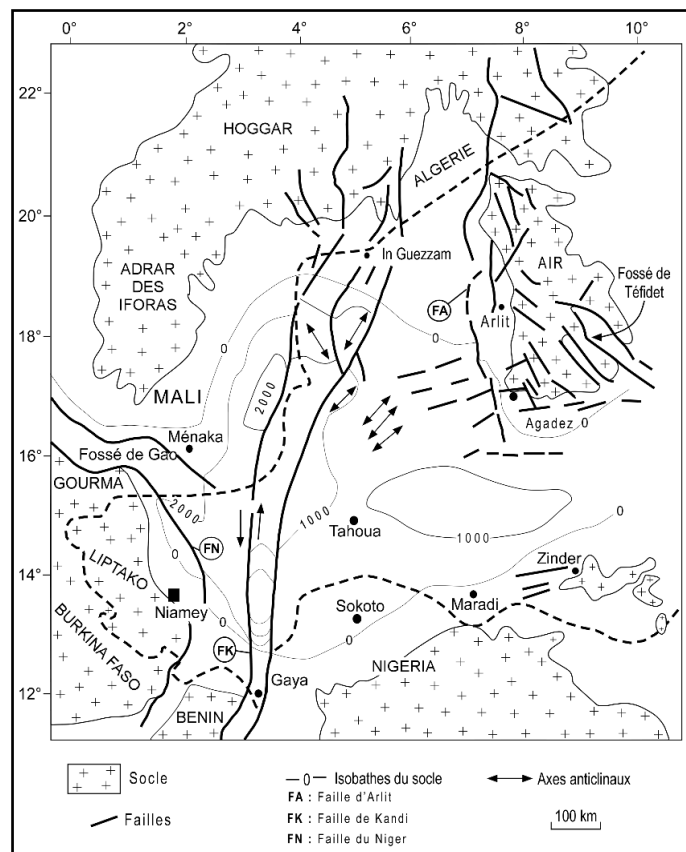 0° 2° 4° 6° 8° 10°
22°
HOGGAR
ALGERIE
20°
In Guezzam
ADRAR
DES
IFORAS
AIR
Fossé
de
Téfidet
FA
Arlit
18°
0
0
2000
MALI
Agadez 0
Ménaka
16°
Fossé de Gao
GOURMA
2000
1000
1000
0
Tahoua
FN
0
Zinder
LIPTAKO
14°
Niamey
Sokoto
Maradi
0
0
BURKINA FASO
FK
NIGERIA
Gaya
12°
BENIN
Socle
—0— Isobathes du socle
Axes anticlinaux
FA : Faille d'Arlit
Failles
FK : Faille de Kandi
FN : Faille du Niger
100 km